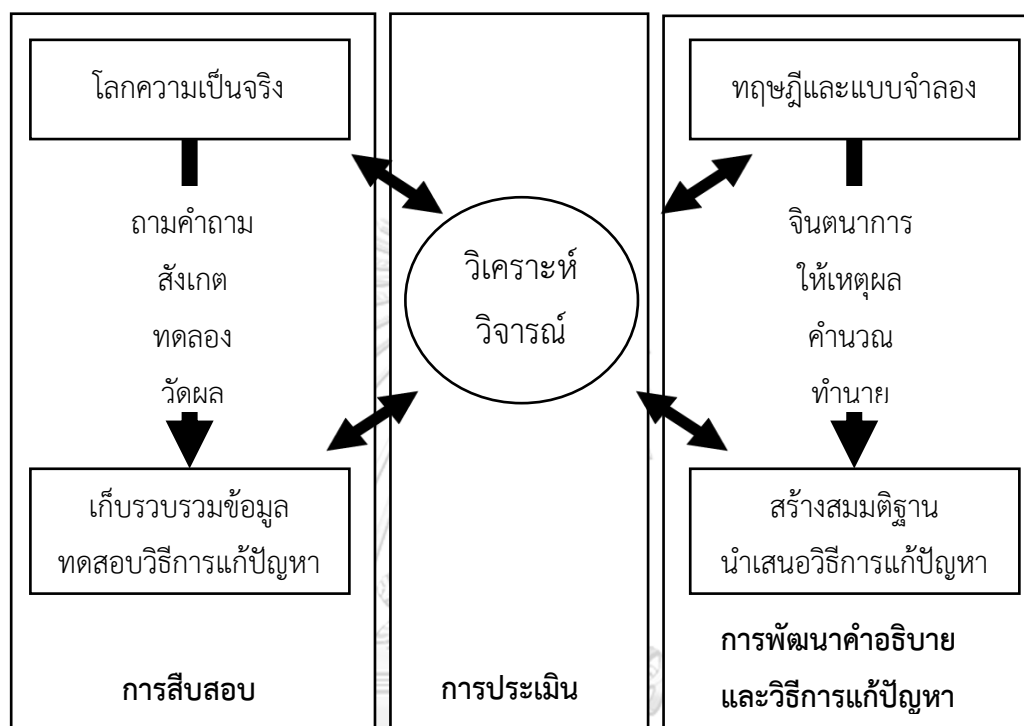 โลกความเป็นจริง
ถามคำถาม
สังเกต
ทดลอง
วัดผล
เก็บรวบรวมข้อมูล
ทดสอบวิธีการแก้ปัญหา
การสืบสอบ
วิเคราะห์
วิจารณ์
การประเมิน
ทฤษฎีและแบบจำลอง
จินตนาการ
ให้เหตุผล
คำนวณ
ทำนาย
สร้างสมมติฐาน
นำเสนอวิธีการแก้ปัญหา
การพัฒนาคำอธิบาย
และวิธีการแก้ปัญหา